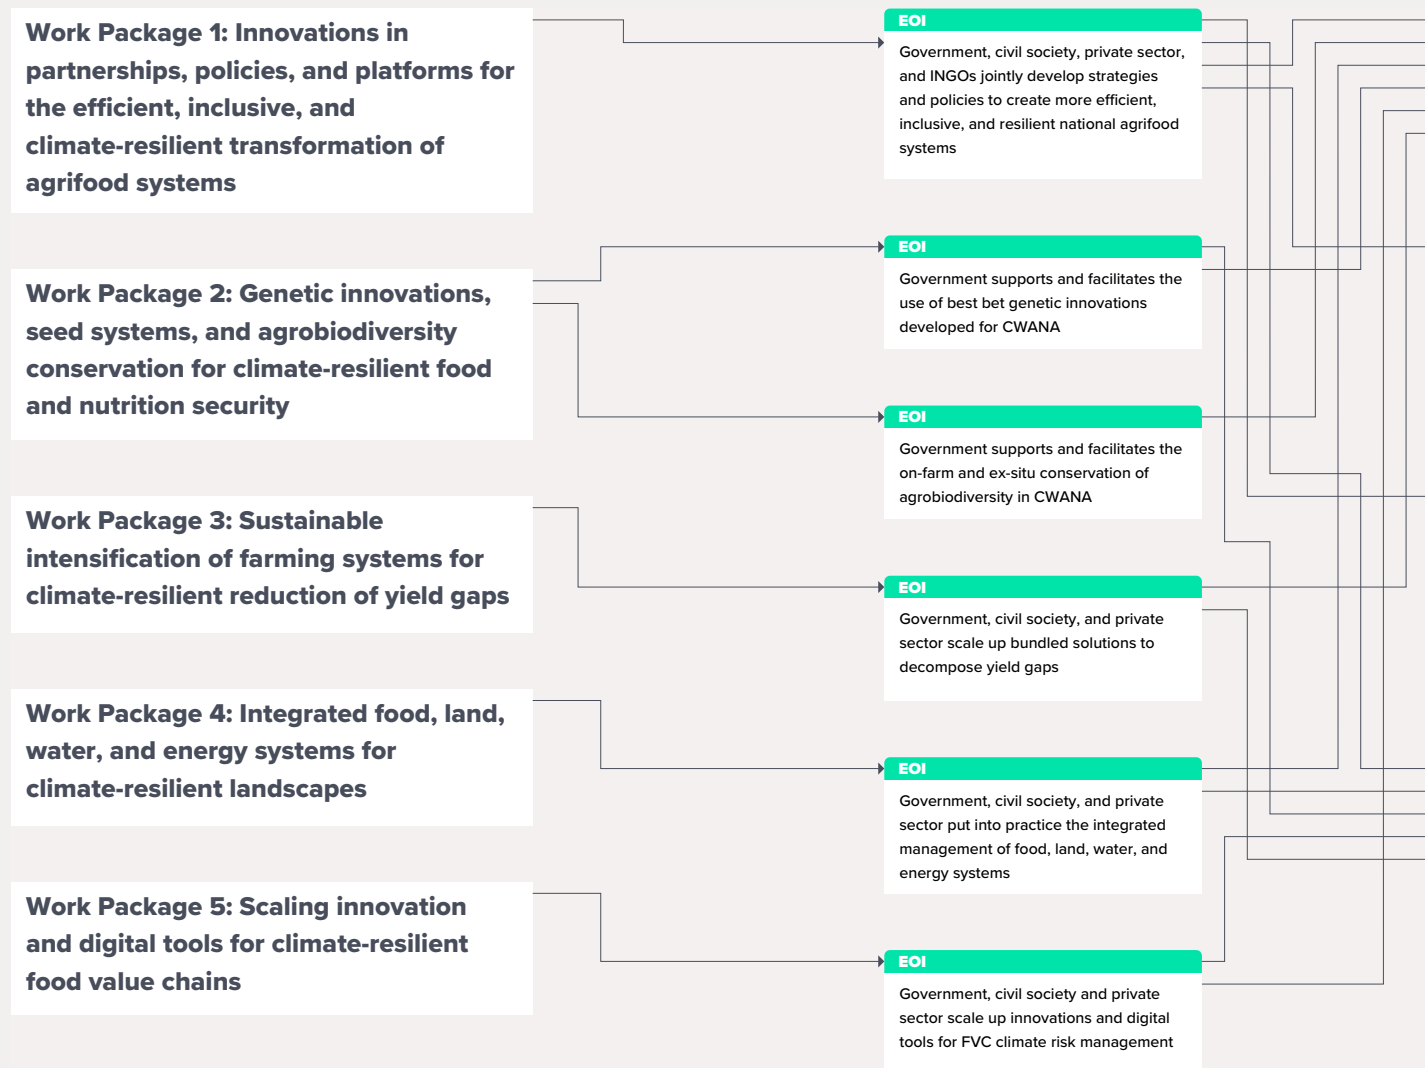 Work Package 1: Innovations in
partnerships, policies, and platforms for
the efficient, inclusive, and
climate-resilient transformation of
agrifood systems
EOI
Government, civil society, private sector,
and INGOs jointly develop strategies
and policies to create more efficient,
inclusive, and resilient national agrifood
systems
Work Package 2: Genetic innovations,
seed systems, and agrobiodiversity
conservation for climate-resilient food
and nutrition security
EOI
Government supports and facilitates the
use of best bet genetic innovations
developed for CWANA
EOI
Government supports and facilitates the
on-farm and ex-situ conservation of
agrobiodiversity in CWANA
Work Package 3: Sustainable
intensification of farming systems for
climate-resilient reduction of yield gaps
EOI
Government, civil society, and private
sector scale up bundled solutions to
decompose yield gaps
Work Package 4: Integrated food, land,
water, and energy systems for
climate-resilient landscapes
EOI
Government, civil society, and private
sector put into practice the integrated
management of food, land, water, and
energy systems
Work Package 5: Scaling innovation
and digital tools for climate-resilient
food value chains
EOI
Government, civil society and private
sector scale up innovations and digital
tools for FVC climate risk management